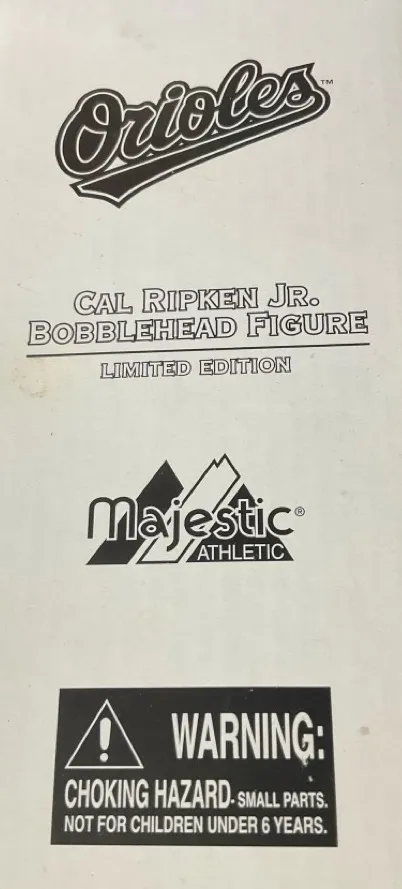 Orioles™
CAL RIPKEN JR.
BOBBLEHEAD FIGURE
LIMITED EDITION
Majestic®
ATHLETIC
! WARNING:
CHOKING HAZARD- SMALL PARTS.
NOT FOR CHILDREN UNDER 6 YEARS.